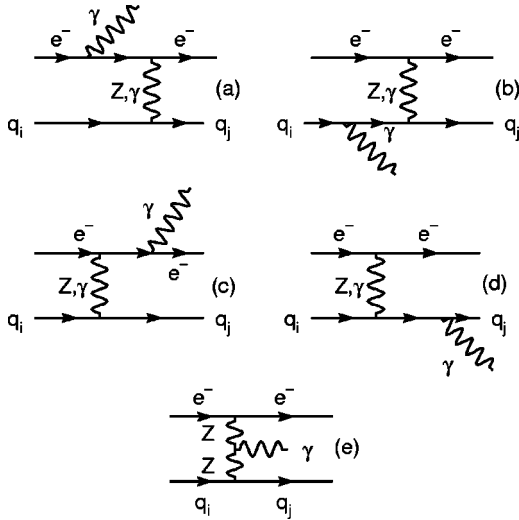 γ γ
e⁻ e⁻ e⁻ e⁻
Z,γ (a) Z,γ (b)
qᵢ qⱼ qᵢ γ qⱼ
γ
e⁻ e⁻ e⁻
e⁻
Z,γ (c) Z,γ (d)
qᵢ qⱼ qᵢ qⱼ
γ
e⁻ e⁻
Z
γ (e)
Z
qᵢ qⱼ